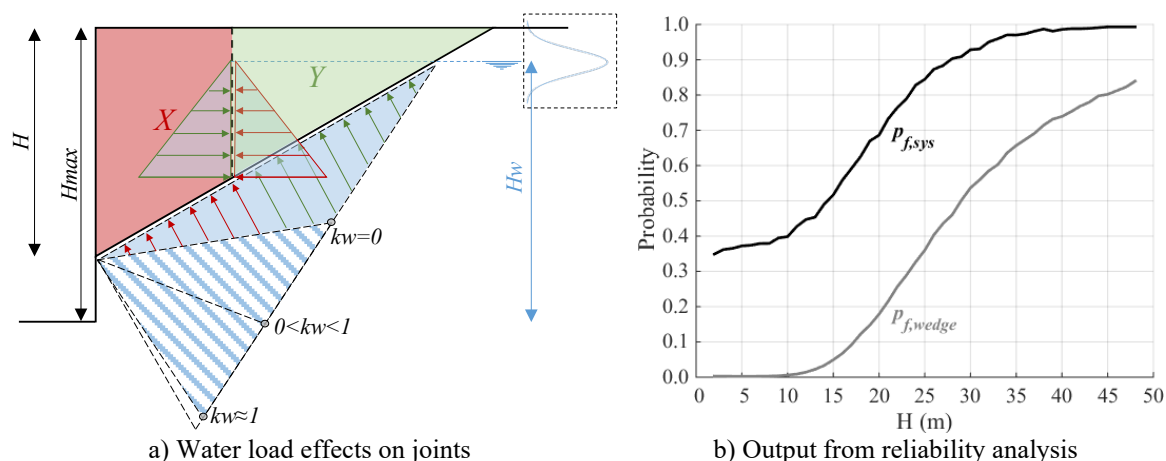 H
Hmax
X
Y
Hw
kw=0
0<kw<1
kw≈1
a) Water load effects on joints
1.0
0.9
0.8
0.7
0.6
0.5
0.4
0.3
0.2
0.1
0.0
Probability
p f,sys
p f,wedge
0 5 10 15 20 25 30 35 40 45 50
H (m)
b) Output from reliability analysis